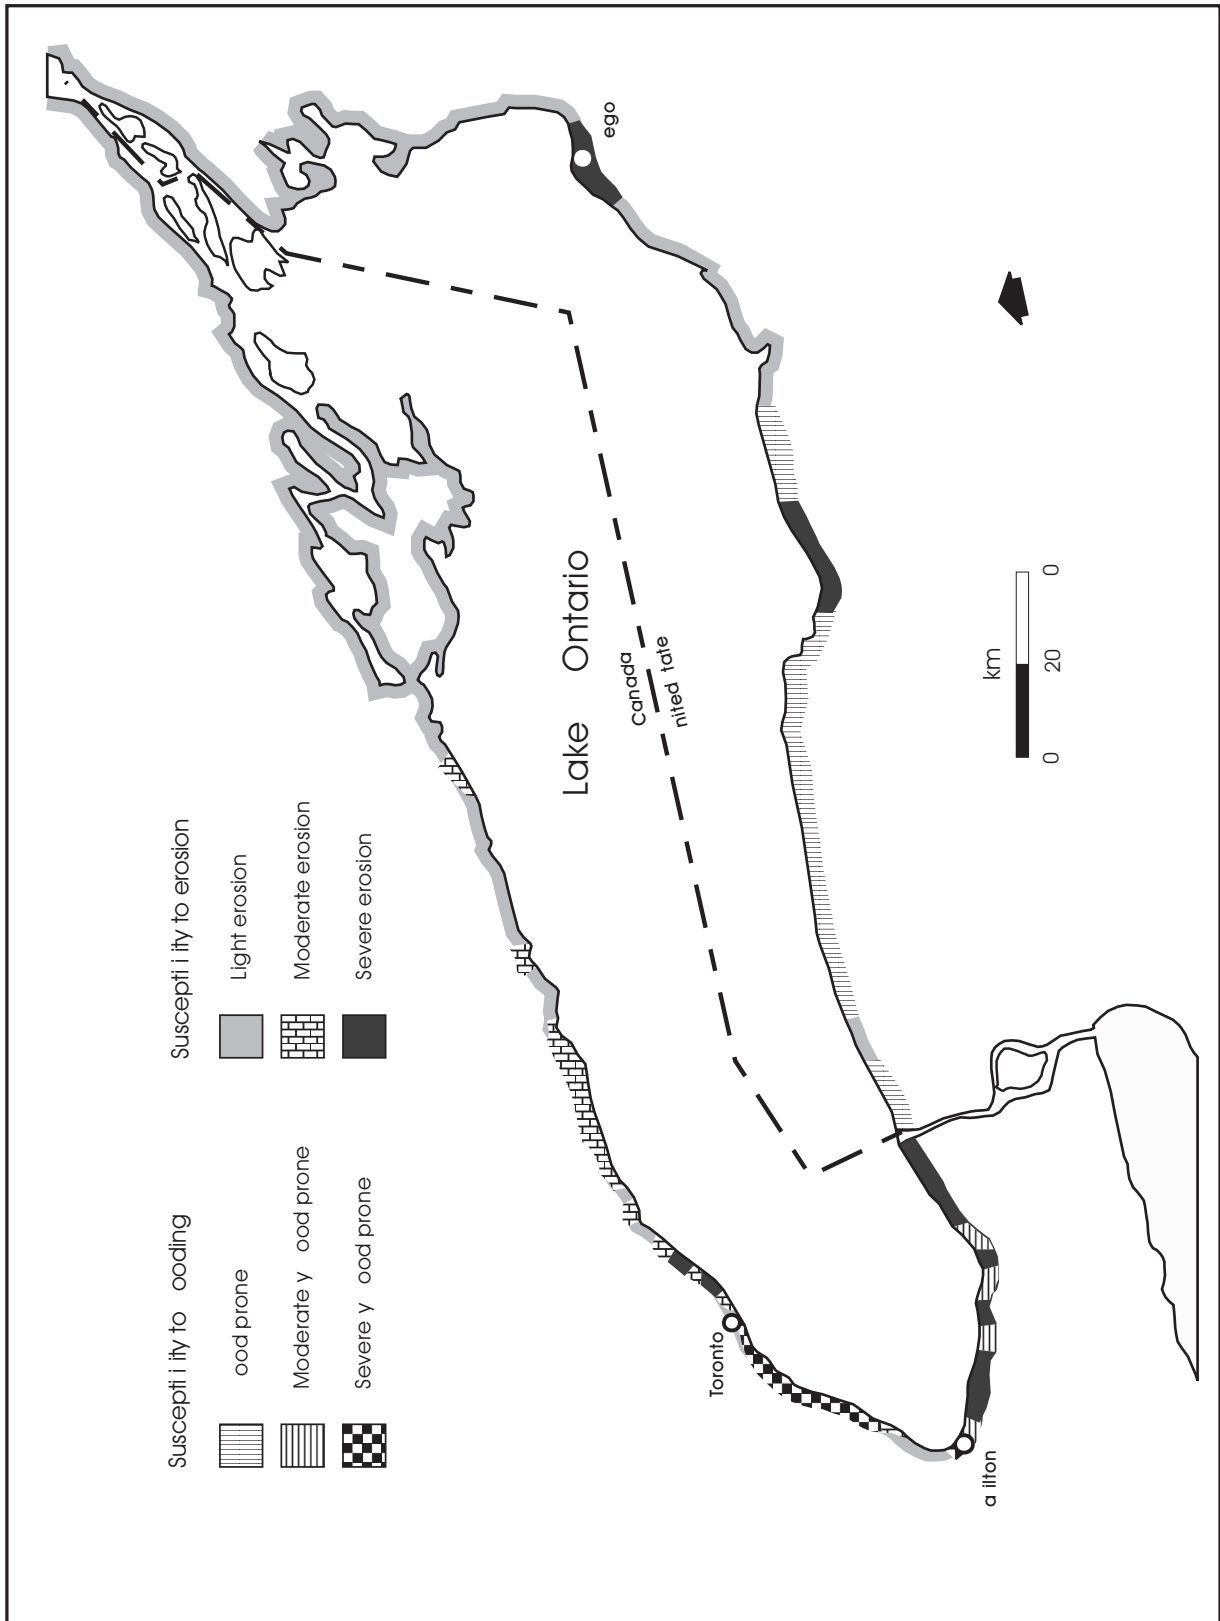 Suscepti i ity to ooding
ood prone
Moderate y ood prone
Severe y ood prone
Suscepti i ity to erosion
Light erosion
Moderate erosion
Severe erosion
Lake Ontario
Canada
nited tate
Toronto
a ilton
ego
km
0 20 0